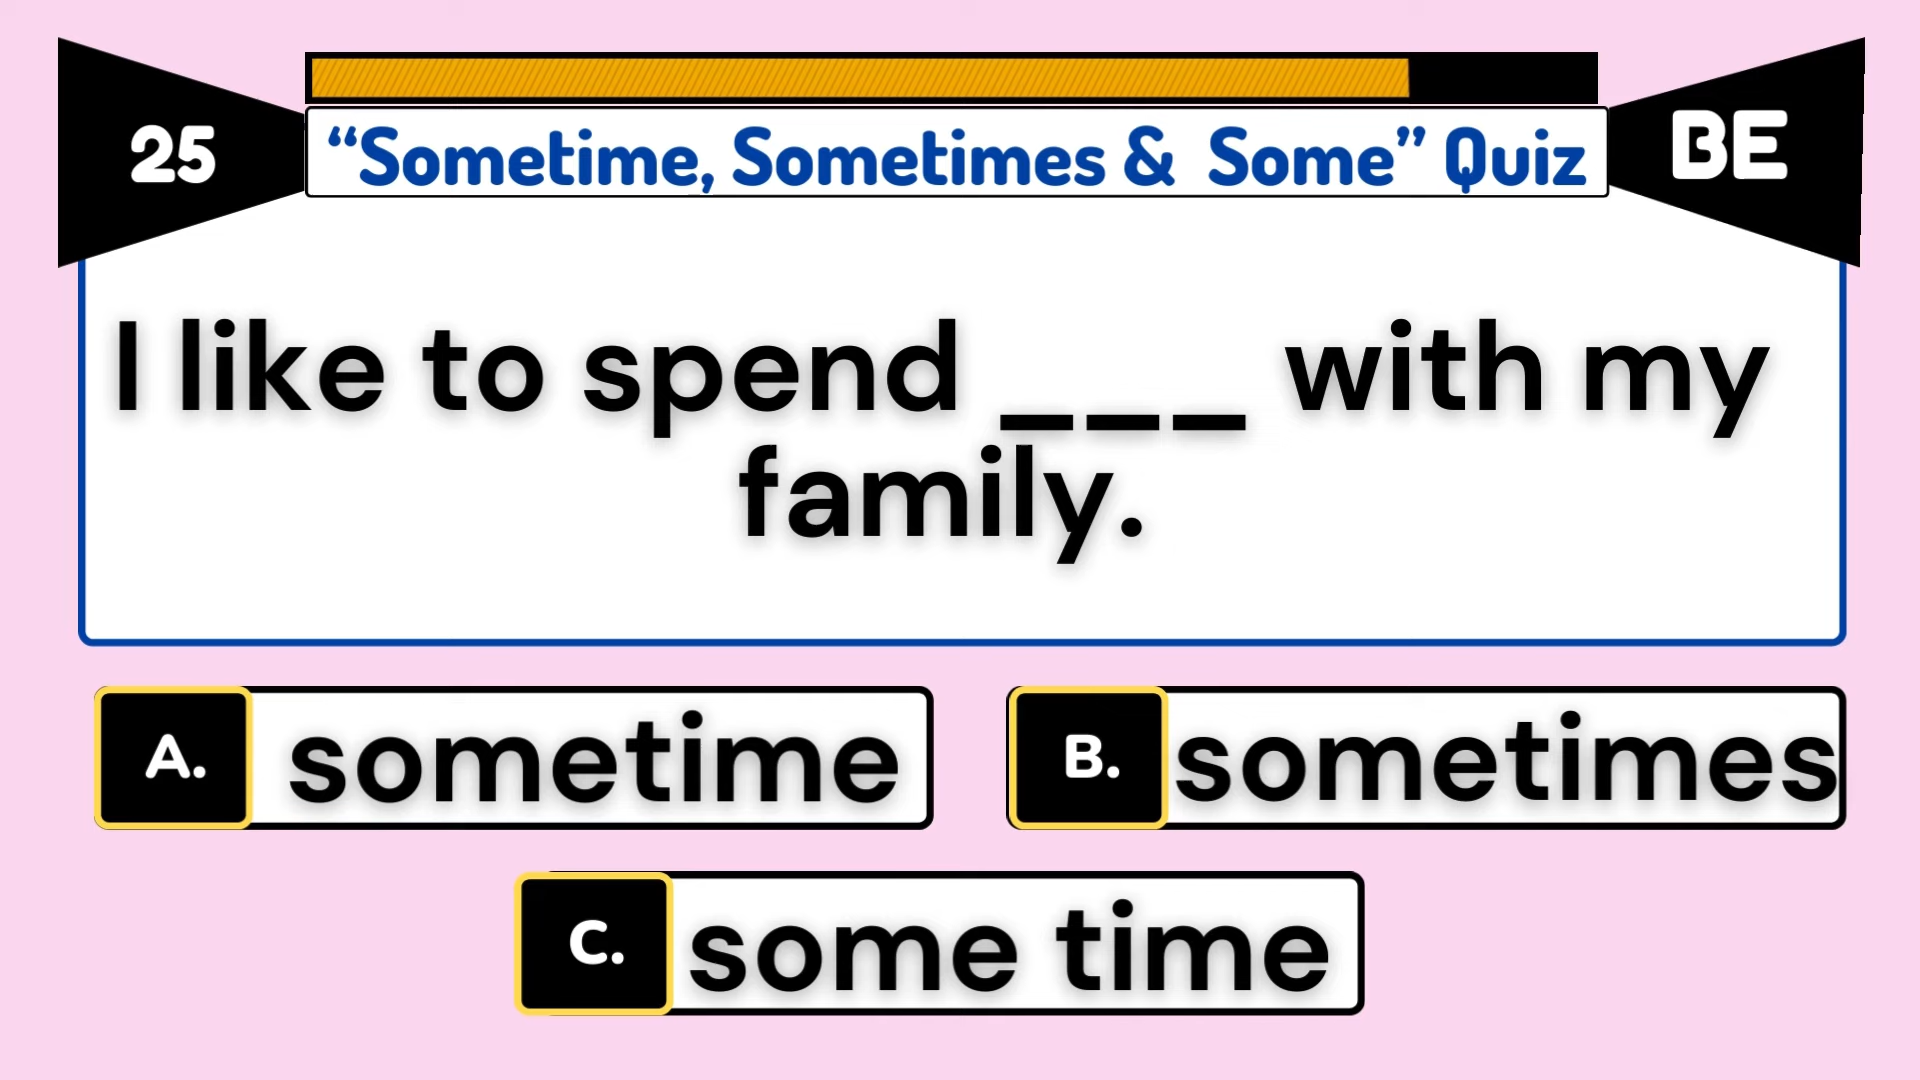 25
“Sometime, Sometimes & Some” Quiz
BE
I like to spend ___ with my
family.
A. sometime
B. sometimes
C. some time